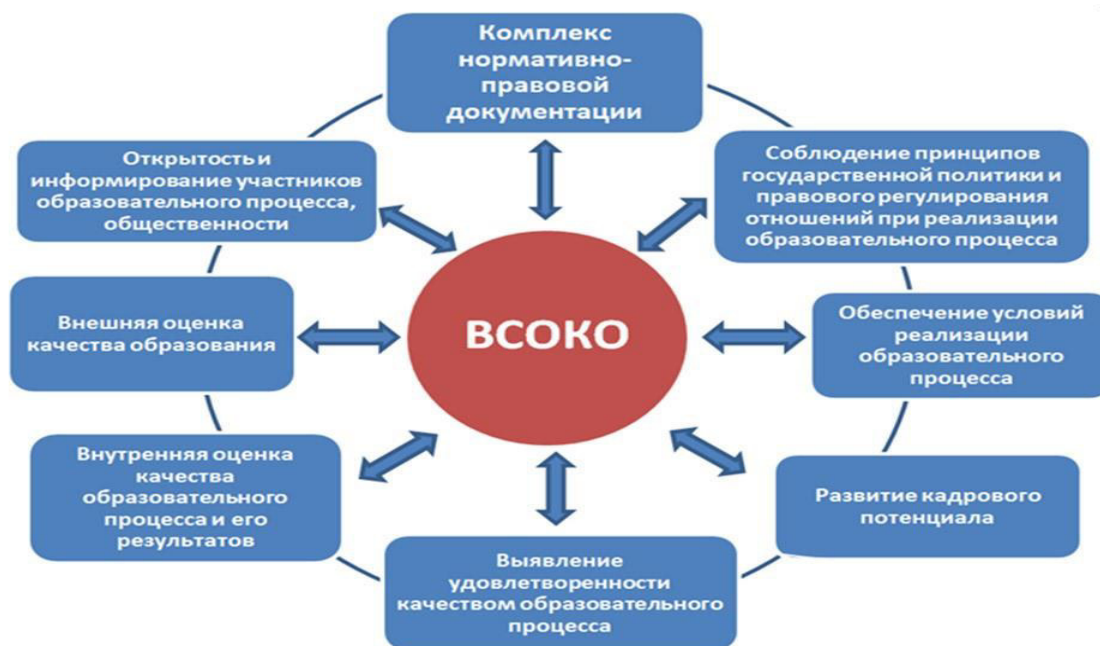 Комплекс
нормативно-
правовой
документации
Открытость и
информирование участников
образовательного процесса,
общественности
Соблюдение принципов
государственной политики и
правового регулирования
отношений при реализации
образовательного процесса
ВСОКО
Внешняя оценка
качества образования
Обеспечение условий
реализации
образовательного
процесса
Внутренняя оценка
качества
образовательного
процесса и его
результатов
Развитие кадрового
потенциала
Выявление
удовлетворенности
качеством образовательного
процесса